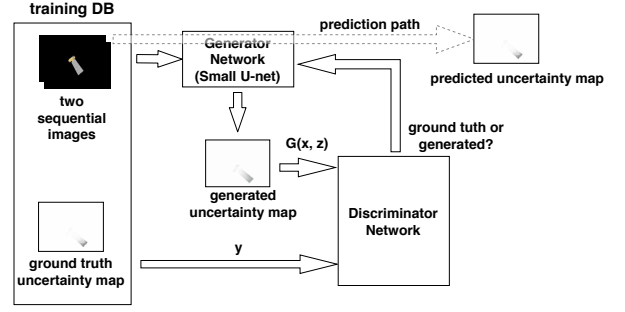 training DB
prediction path
Generator
Network
(Small U-net)
predicted uncertainty map
two
sequential
images
ground tuth or
generated?
G(x, z)
generated
uncertainty map
Discriminator
Network
y
ground truth
uncertainty map